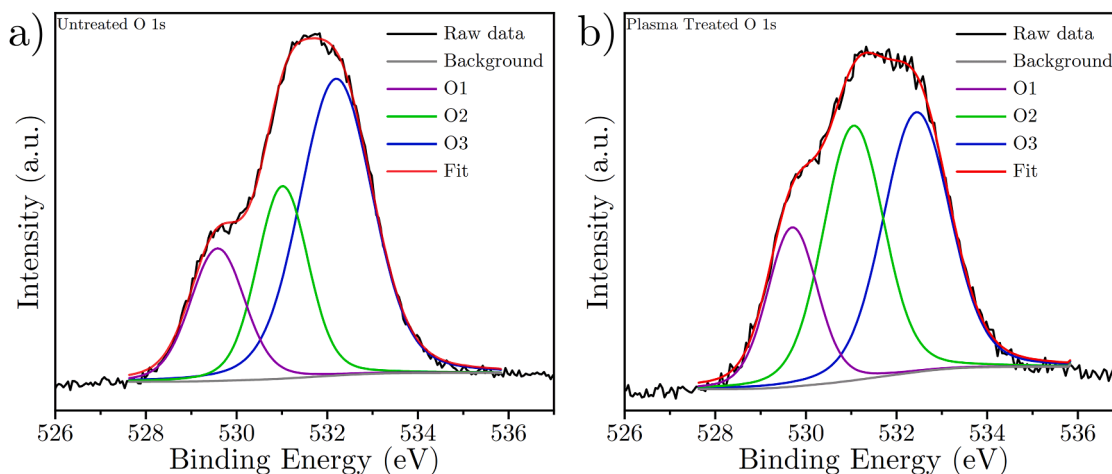 a)
Untreated O 1s
Raw data
Background
O1
O2
O3
Fit
Intensity (a.u.)
526 528 530 532 534 536
Binding Energy (eV)
b)
Plasma Treated O 1s
Raw data
Background
O1
O2
O3
Fit
Intensity (a.u.)
526 528 530 532 534 536
Binding Energy (eV)